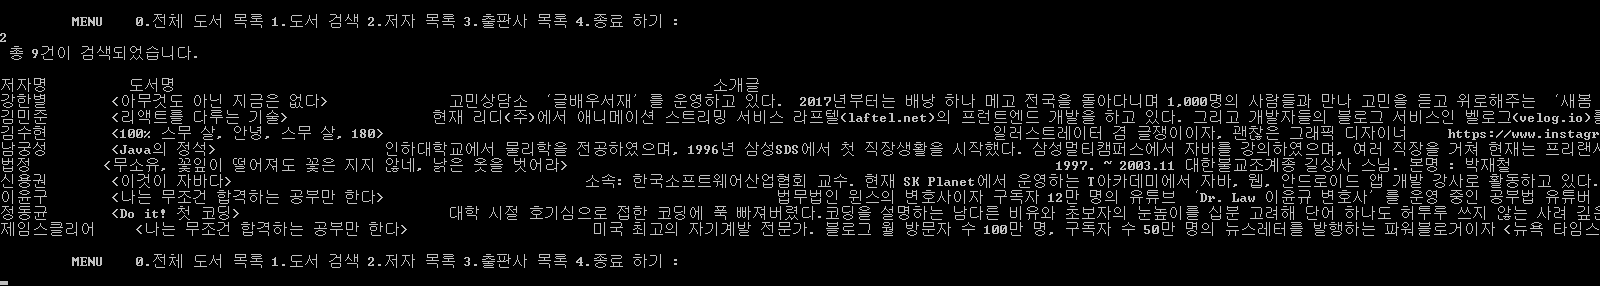 MENU 0.전체 도서 목록 1.도서 검색 2.저자 목록 3.출판사 목록 4.종료 하기 :
2
총 9건이 검색되었습니다.
저자명 도서명 소개글
강한별 <아무것도 아닌 지금은 없다> 고민상담소 '글배우서재'를 운영하고 있다. 2017년부터는 배낭 하나 메고 전국을 돌아다니며 1,000명의 사람들과 만나 고민을 듣고 위로해주는 '새봄
김민준 <리액트를 다루는 기술> 현재 리디(주)에서 애니메이션 스트리밍 서비스 라프텔(laftel.net)의 프런트엔드 개발을 하고 있다. 그리고 개발자들의 블로그 서비스인 벨로그(velog.io)를
김수현 <100% 스무 살, 안녕, 스무 살, 180> 일러스트레이터 겸 글쟁이이자, 괜찮은 그래픽 디자이너 https://www.instagr
남궁성 <Java의 정석> 인하대학교에서 물리학을 전공하였으며, 1996년 삼성SDS에서 첫 직장생활을 시작했다. 삼성멀티캠퍼스에서 자바를 강의하였으며, 여러 직장을 거쳐 현재는 프리랜서
법정 <무소유, 꽃잎이 떨어져도 꽃은 지지 않네, 낡은 옷을 벗어라> 1997. ~ 2003.11 대한불교조계종 길상사 스님. 본명 : 박재철
신용권 <이것이 자바다> 소속: 한국소프트웨어산업협회 교수. 현재 SK Planet에서 운영하는 T아카데미에서 자바, 웹, 안드로이드 앱 개발 강사로 활동하고 있다.
이윤규 <나는 무조건 합격하는 공부만 한다> 법무법인 윈스의 변호사이자 구독자 12만 명의 유튜브 'Dr. Law 이윤규 변호사'를 운영 중인 공부법 유튜버
정동균 <Do it! 첫 코딩> 대학 시절 호기심으로 접한 코딩에 푹 빠져버렸다.코딩을 설명하는 남다른 비유와 초보자의 눈높이를 십분 고려해 단어 하나도 허투루 쓰지 않는 사려 깊은
제임스클리어 <나는 무조건 합격하는 공부만 한다> 미국 최고의 자기계발 전문가. 블로그 월 방문자 수 100만 명, 구독자 수 50만 명의 뉴스레터를 발행하는 파워블로거이자 <뉴욕 타임스
MENU 0.전체 도서 목록 1.도서 검색 2.저자 목록 3.출판사 목록 4.종료 하기 :